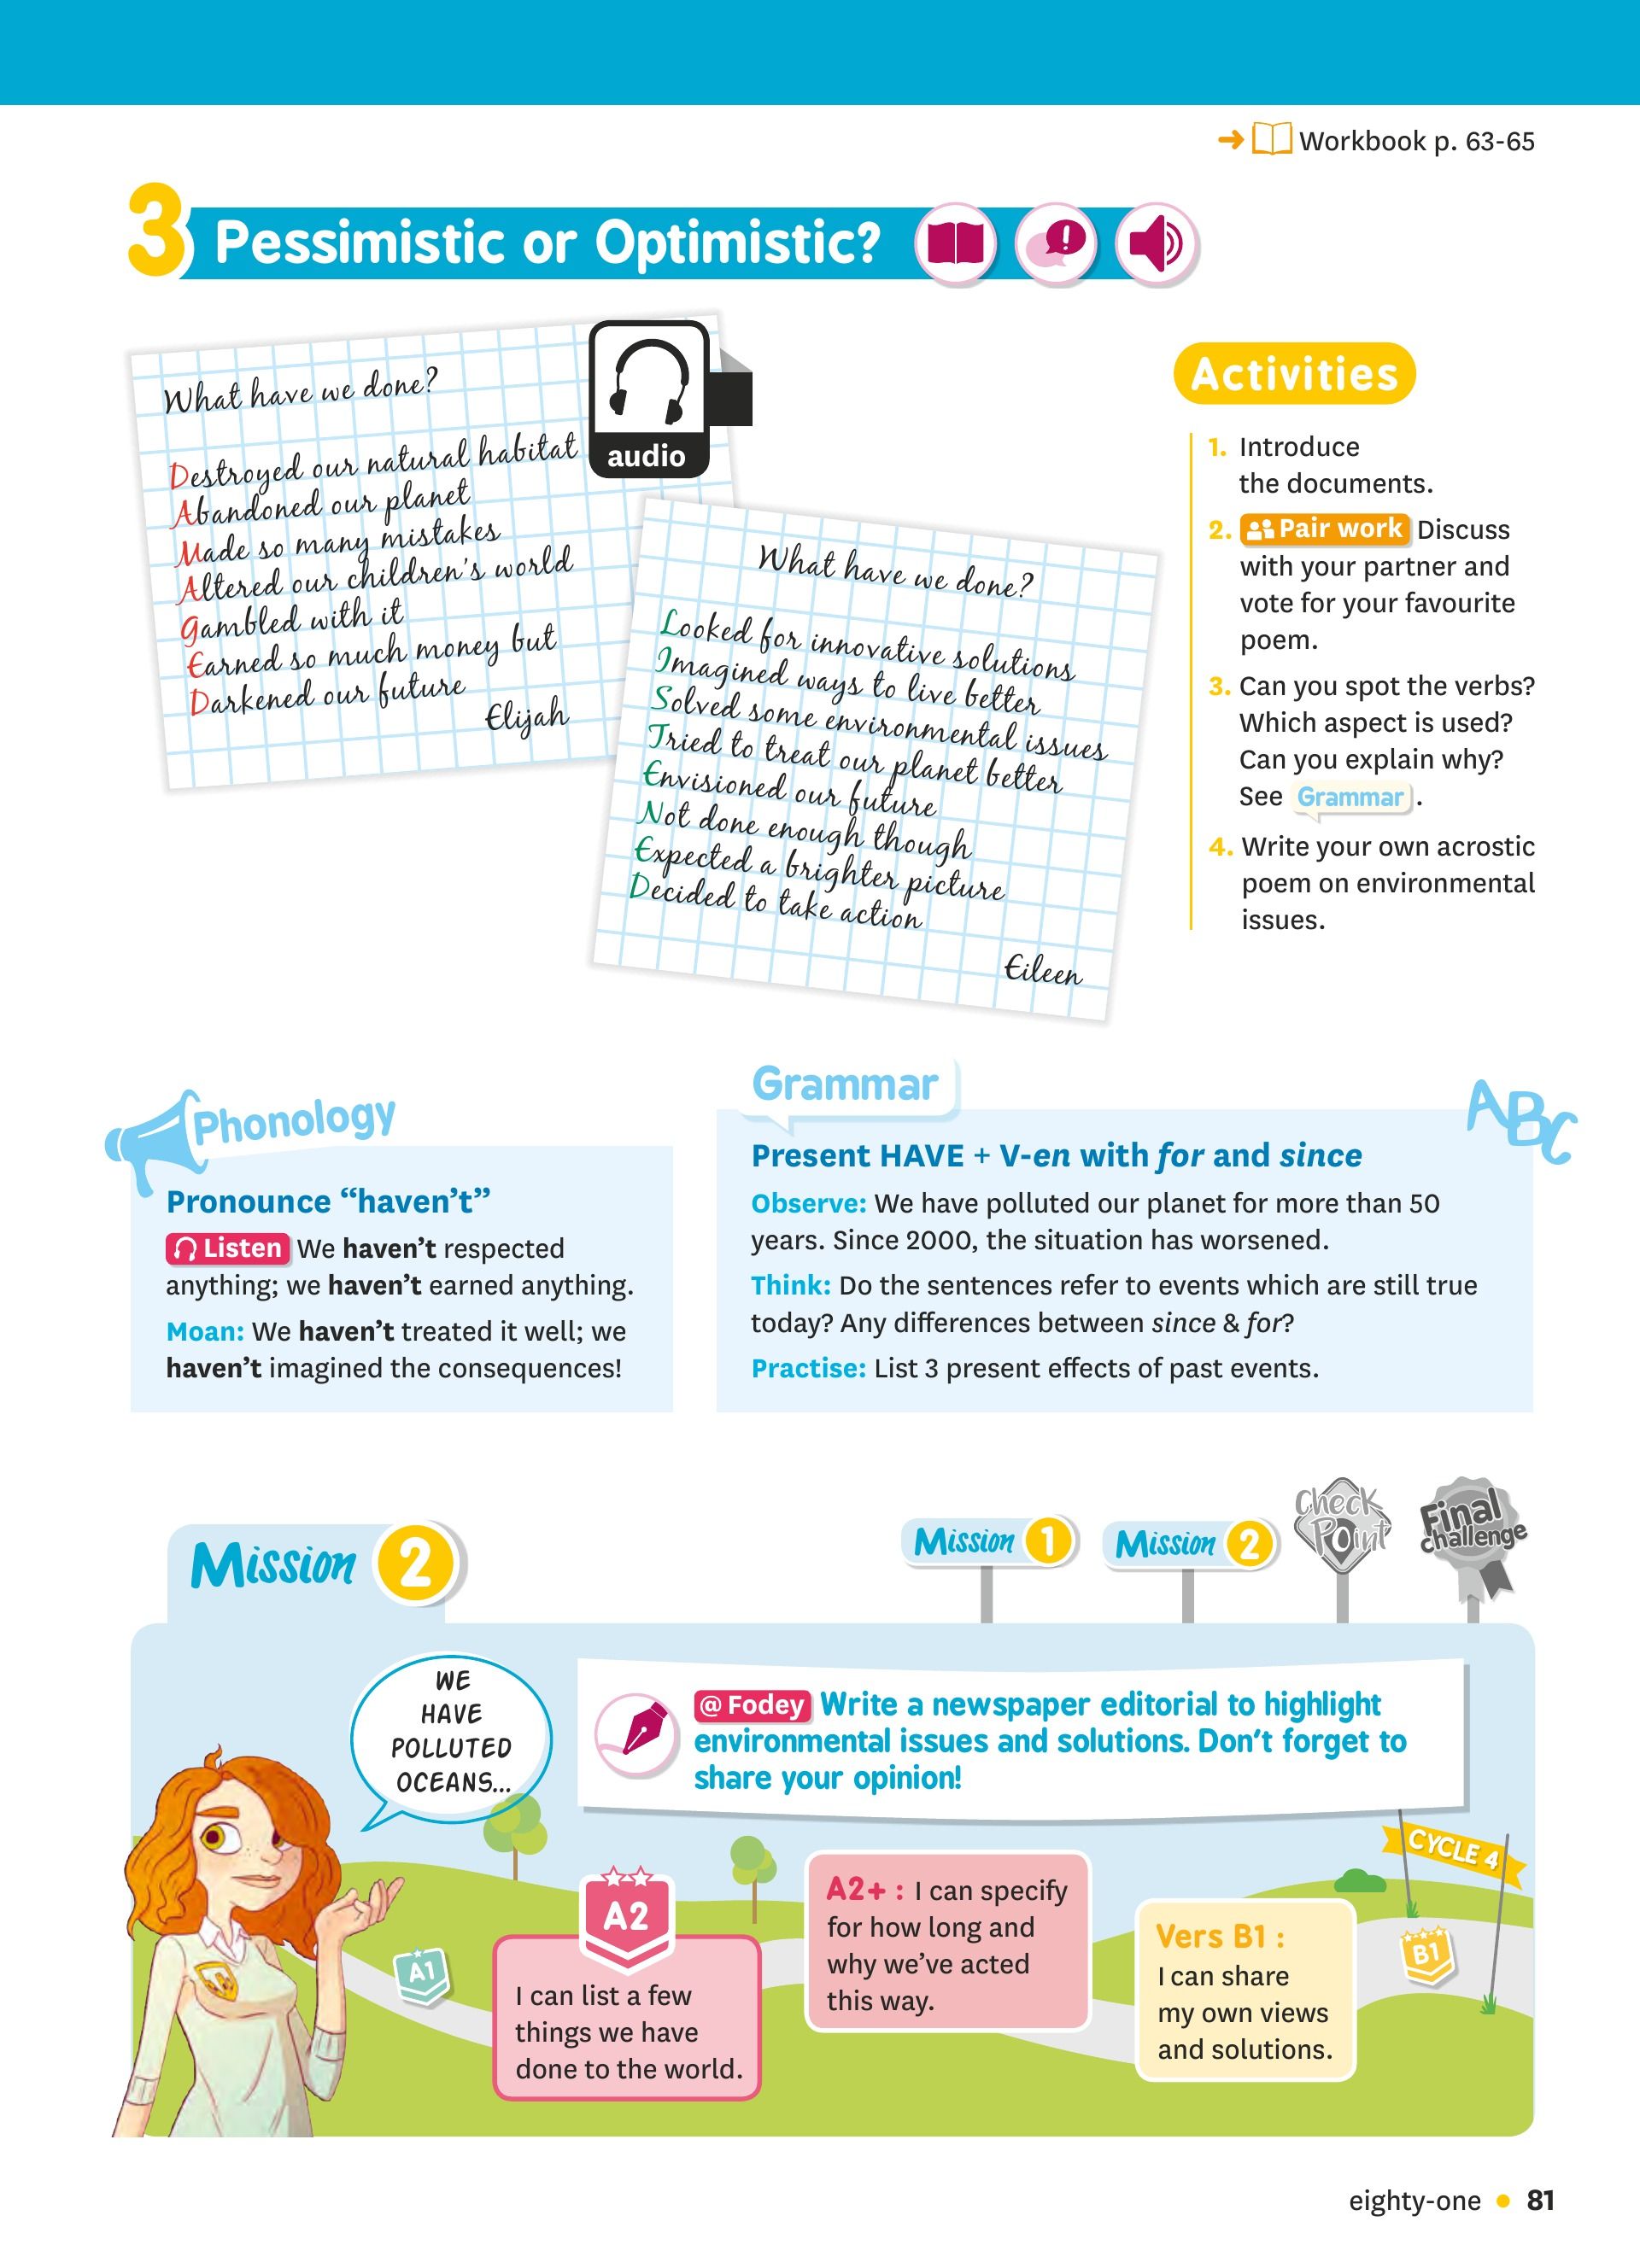 Workbook p. 63-65
3 Pessimistic or Optimistic?
What have we done?
Destroyed our natural habitat
Abandoned our planet
Made so many mistakes
Altered our children's world
gambled with it
Earned so much money but
Darkened our future
Elijah
audio
What have we done?
Looked for innovative solutions
Imagined ways to live better
Solved some environmental issues
Tried to treat our planet better
Envisioned our future
Not done enough though
Expected a brighter picture
Decided to take action
Eileen
Activities
1. Introduce
the documents.
2. Pair work Discuss
with your partner and
vote for your favourite
poem.
3. Can you spot the verbs?
Which aspect is used?
Can you explain why?
See Grammar.
4. Write your own acrostic
poem on environmental
issues.
Phonology
Pronounce “haven’t”
Listen We haven’t respected
anything; we haven’t earned anything.
Moan: We haven’t treated it well; we
haven’t imagined the consequences!
Grammar
ABC
Present HAVE + V-en with for and since
Observe: We have polluted our planet for more than 50
years. Since 2000, the situation has worsened.
Think: Do the sentences refer to events which are still true
today? Any differences between since & for?
Practise: List 3 present effects of past events.
Mission 2
Mission 1
Mission 2
Check
Point
Final
challenge
WE
HAVE
POLLUTED
OCEANS...
@ Fodey Write a newspaper editorial to highlight
environmental issues and solutions. Don’t forget to
share your opinion!
CYCLE 4
A1
A2
I can list a few
things we have
done to the world.
A2+ : I can specify
for how long and
why we’ve acted
this way.
Vers B1 :
I can share
my own views
and solutions.
B1
eighty-one • 81